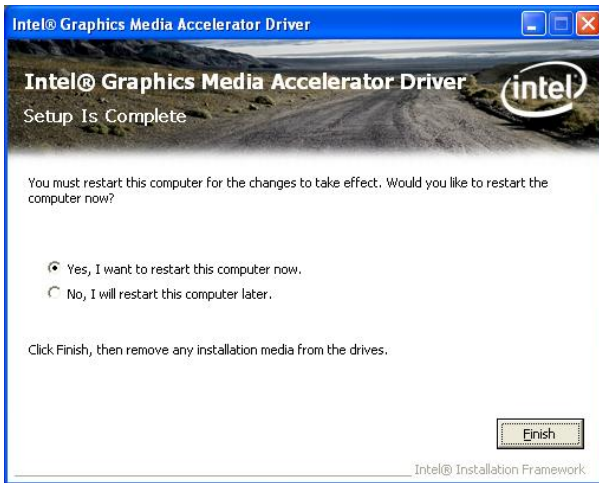 Intel® Graphics Media Accelerator Driver
Intel® Graphics Media Accelerator Driver
intel
Setup Is Complete
You must restart this computer for the changes to take effect. Would you like to restart the
computer now?
Yes, I want to restart this computer now.
No, I will restart this computer later.
Click Finish, then remove any installation media from the drives.
Finish
Intel® Installation Framework